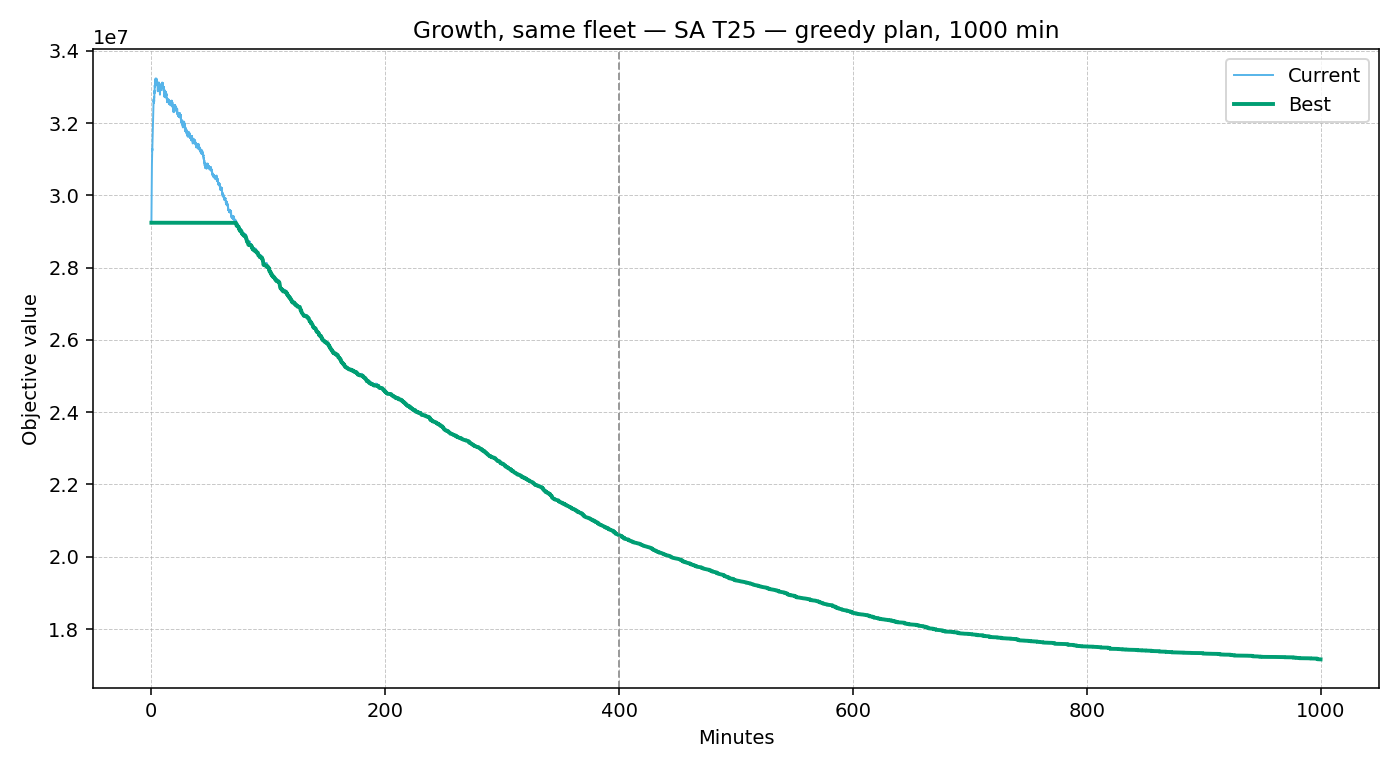 Growth, same fleet — SA T25 — greedy plan, 1000 min
1e7
3.4
3.2
3.0
2.8
2.6
2.4
2.2
2.0
1.8
Objective value
Current
Best
0
200
400
600
800
1000
Minutes